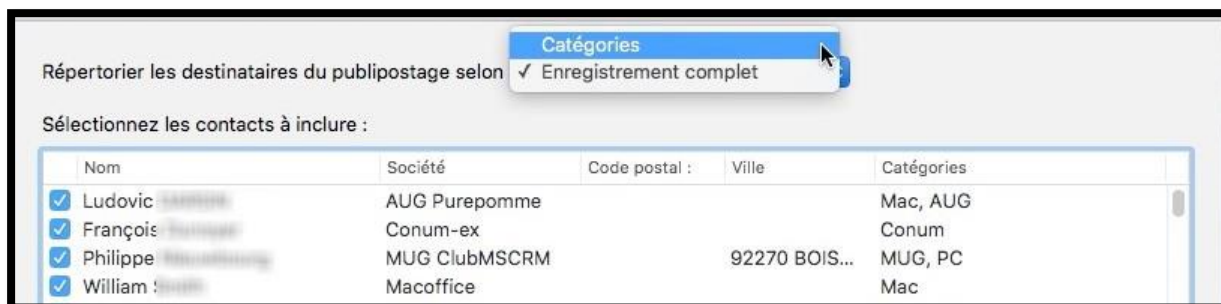 Catégories
Répertorier les destinataires du publipostage selon ✓ Enregistrement complet
Sélectionnez les contacts à inclure :
Nom Société Code postal : Ville Catégories
Ludovic AUG Purepomme Mac, AUG
François Conum-ex Conum
Philippe MUG ClubMSCRM 92270 BOIS... MUG, PC
William Macoffice Mac